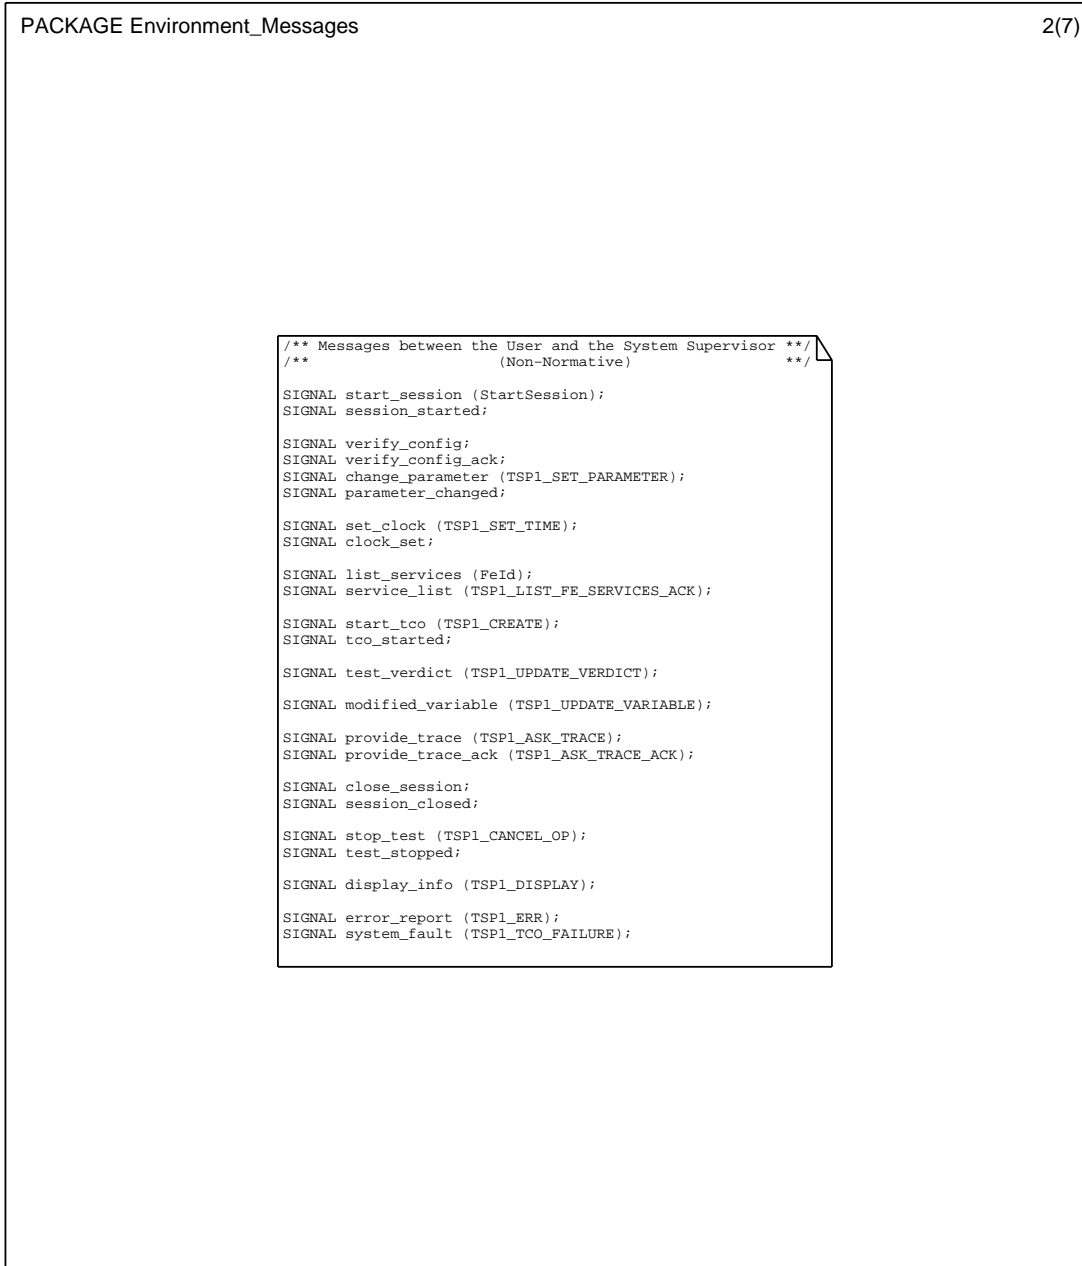 PACKAGE Environment_Messages 2(7)
/** Messages between the User and the System Supervisor **/
/** (Non-Normative) **/
SIGNAL start_session (StartSession);
SIGNAL session_started;
SIGNAL verify_config;
SIGNAL verify_config_ack;
SIGNAL change_parameter (TSP1_SET_PARAMETER);
SIGNAL parameter_changed;
SIGNAL set_clock (TSP1_SET_TIME);
SIGNAL clock_set;
SIGNAL list_services (FeId);
SIGNAL service_list (TSP1_LIST_FE_SERVICES_ACK);
SIGNAL start_tco (TSP1_CREATE);
SIGNAL tco_started;
SIGNAL test_verdict (TSP1_UPDATE_VERDICT);
SIGNAL modified_variable (TSP1_UPDATE_VARIABLE);
SIGNAL provide_trace (TSP1_ASK_TRACE);
SIGNAL provide_trace_ack (TSP1_ASK_TRACE_ACK);
SIGNAL close_session;
SIGNAL session_closed;
SIGNAL stop_test (TSP1_CANCEL_OP);
SIGNAL test_stopped;
SIGNAL display_info (TSP1_DISPLAY);
SIGNAL error_report (TSP1_ERR);
SIGNAL system_fault (TSP1_TCO_FAILURE);